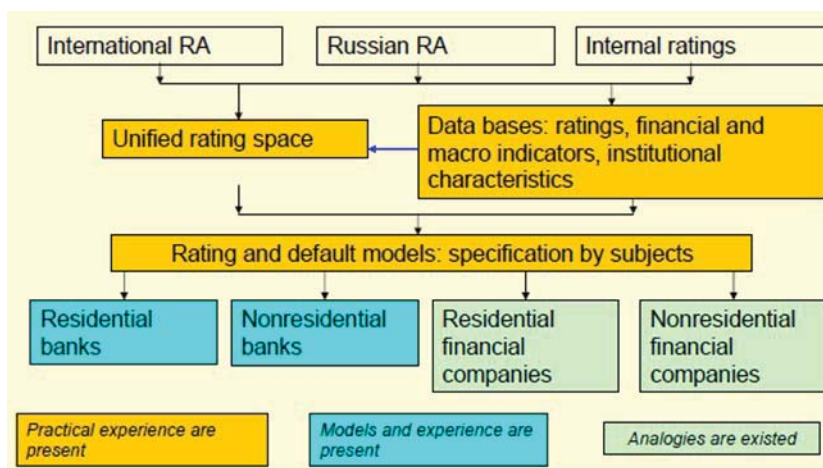 International RA
Russian RA
Internal ratings
Unified rating space
Data bases: ratings, financial and
macro indicators, institutional
characteristics
Rating and default models: specification by subjects
Residential
banks
Nonresidential
banks
Residential
financial
companies
Nonresidential
financial
companies
Practical experience are
present
Models and experience are
present
Analogies are existed